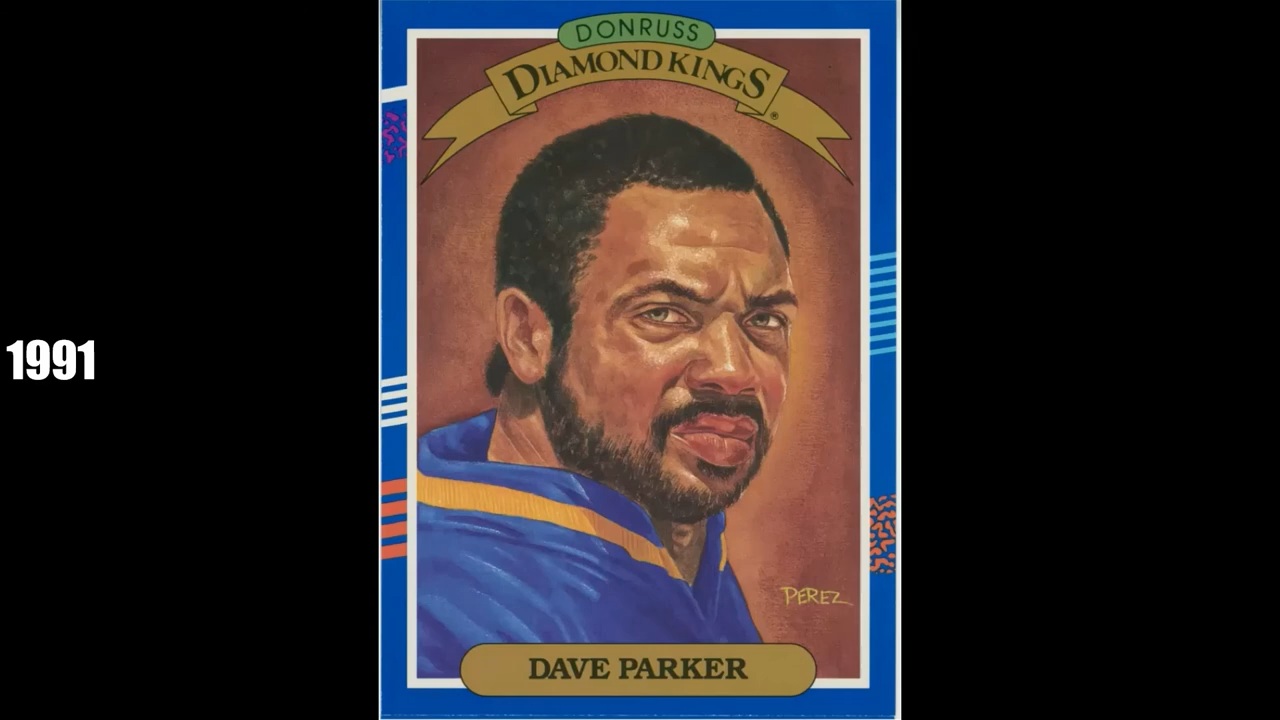 DONRUSS
DIAMOND KINGS
®
1991
PEREZ
DAVE PARKER